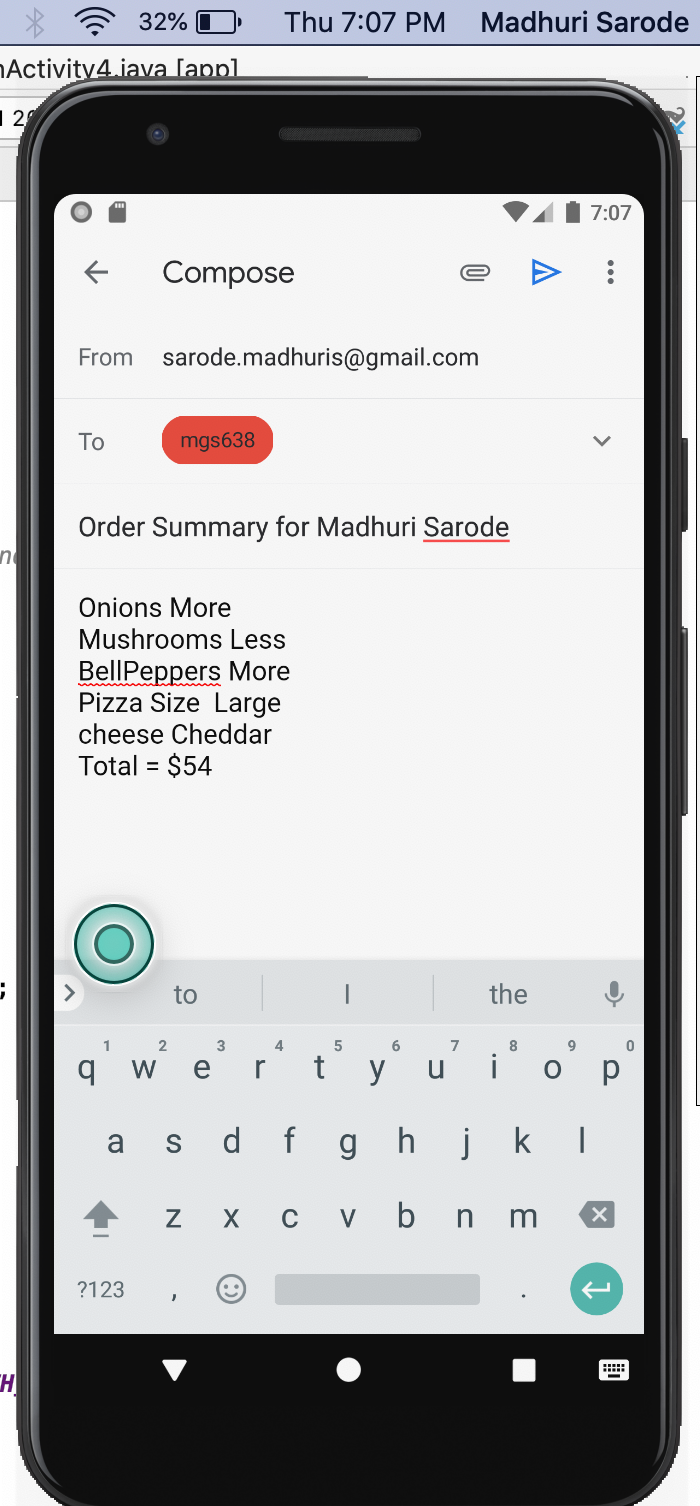 32% Thu 7:07 PM Madhuri Sarode
Activity4.java [app]
7:07
Compose
From sarode.madhuris@gmail.com
To mgs638
Order Summary for Madhuri Sarode
Onions More
Mushrooms Less
BellPeppers More
Pizza Size  Large
cheese Cheddar
Total = $54
to I the
1 2 3 4 5 6 7 8 9 0
q w e r t y u i o p
a s d f g h j k l
z x c v b n m
?123 , .